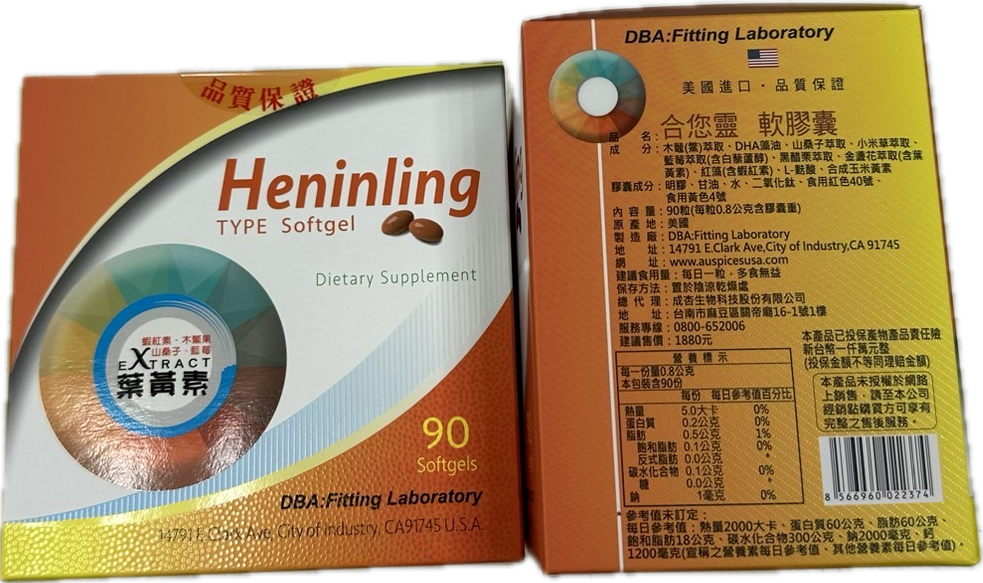 品質保證
Heninling
TYPE Softgel
Dietary Supplement
蝦紅素、木鱉果
山桑子、藍莓
EXTRACT
葉黃素
90
Softgels
DBA:Fitting Laboratory
14791 E.Clark Ave, City of Industry, CA91745 U.S.A.
DBA:Fitting Laboratory
美國進口・品質保證
品 名：合您靈 軟膠囊
成 分：木鼈(鱉)萃取、DHA藻油、山桑子萃取、小米草萃取、
藍莓萃取(含白藜蘆醇)、黑醋栗萃取、金盞花萃取(含葉
黃素)、紅藻(含蝦紅素)、L-麩酸、合成玉米黃素
膠囊成分：明膠、甘油、水、二氧化鈦、食用紅色40號、
食用黃色4號
內 容 量：90粒(每粒0.8公克含膠囊重)
原 產 地：美國
製 造 廠：DBA:Fitting Laboratory
地 址：14791 E.Clark Ave,City of Industry,CA 91745
網 址：www.auspicesusa.com
建議食用量：每日一粒，多食無益
保存方法：置於陰涼乾燥處
總 代 理：成杏生物科技股份有限公司
地 址：台南市麻豆區關帝廟16-1號1樓
服務專線：0800-652006
建議售價：1880元
本產品已投保產物產品責任險
新台幣一仟萬元整
(投保金額不等同理賠金額)
營養標示
每一份量0.8公克
本包裝含90份
每份 每日參考值百分比
熱量 5.0大卡 0%
蛋白質 0.2公克 0%
脂肪 0.5公克 1%
飽和脂肪 0.1公克 0%
反式脂肪 0.0公克 *
碳水化合物 0.1公克 0%
糖 0.0公克 *
鈉 1毫克 0%
本產品未授權於網路
上銷售，請至本公司
經銷點購買方可享有
完整之售後服務。
8 566960 022374
*參考值未訂定：
每日參考值：熱量2000大卡、蛋白質60公克、脂肪60公克、
飽和脂肪18公克、碳水化合物300公克、鈉2000毫克、鈣
1200毫克(宣稱之營養素每日參考值、其他營養素每日參考值)。